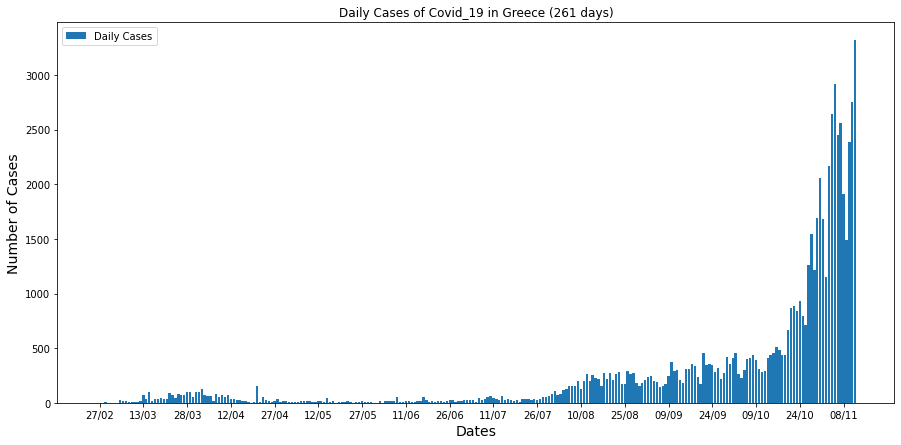 Daily Cases of Covid_19 in Greece (261 days)
Daily Cases
Number of Cases
3000
2500
2000
1500
1000
500
0
27/02 13/03 28/03 12/04 27/04 12/05 27/05 11/06 26/06 11/07 26/07 10/08 25/08 09/09 24/09 09/10 24/10 08/11
Dates